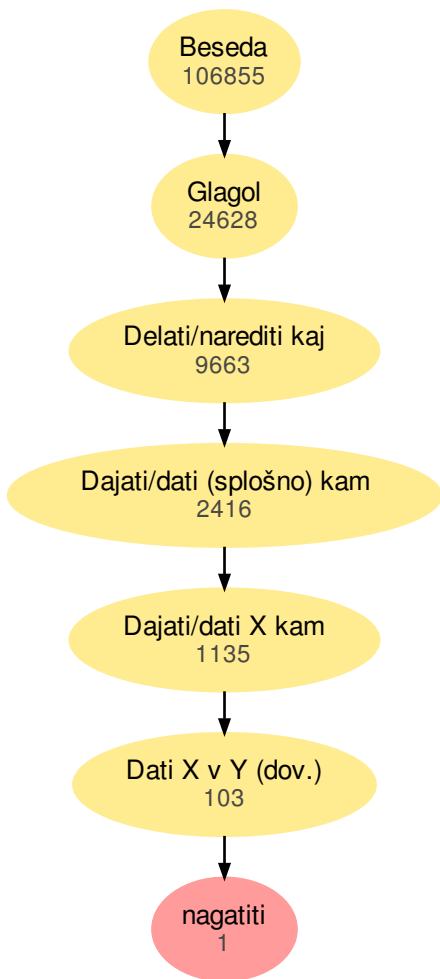 Beseda
106855
Glagol
24628
Delati/narediti kaj
9663
Dajati/dati (splošno) kam
2416
Dajati/dati X kam
1135
Dati X v Y (dov.)
103
nagatiti
1